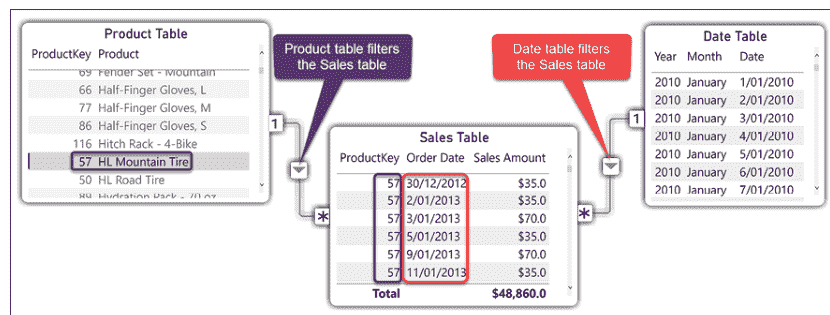 Product Table
ProductKey Product
69 Fender Set - Mountain
66 Half-Finger Gloves, L
77 Half-Finger Gloves, M
86 Half-Finger Gloves, S
116 Hitch Rack - 4-Bike
57 HL Mountain Tire
50 HL Road Tire
89 Hydration Pack - 70 oz.
Product table filters
the Sales table
Date table filters
the Sales table
Date Table
Year Month Date
2010 January 1/01/2010
2010 January 2/01/2010
2010 January 3/01/2010
2010 January 4/01/2010
2010 January 5/01/2010
2010 January 6/01/2010
2010 January 7/01/2010
1
*
Sales Table
ProductKey Order Date Sales Amount
57 30/12/2012 $35.0
57 2/01/2013 $35.0
57 3/01/2013 $70.0
57 5/01/2013 $35.0
57 9/01/2013 $70.0
57 11/01/2013 $35.0
Total $48,860.0
*
1